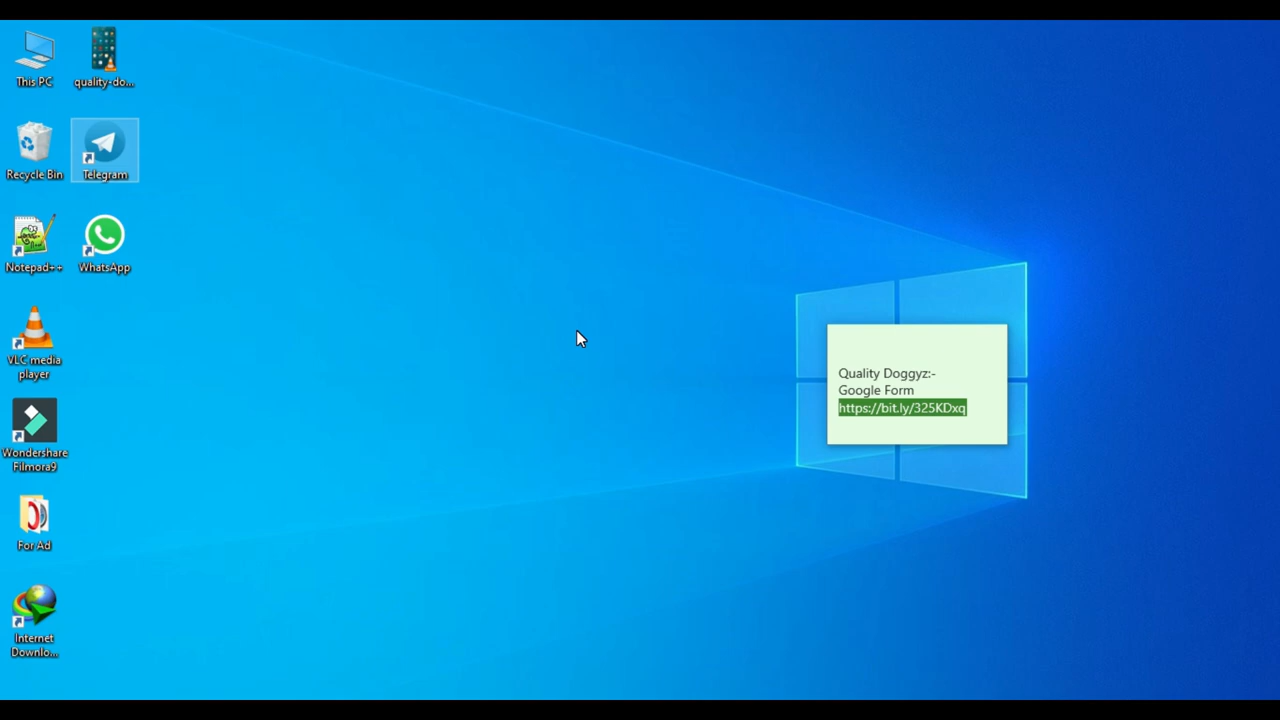 This PC
quality-do...
Recycle Bin
Telegram
Notepad++
WhatsApp
VLC media
player
Wondershare
Filmora9
For Ad
Internet
Downlo...
Quality Doggyz:-
Google Form
https://bit.ly/325KDxq